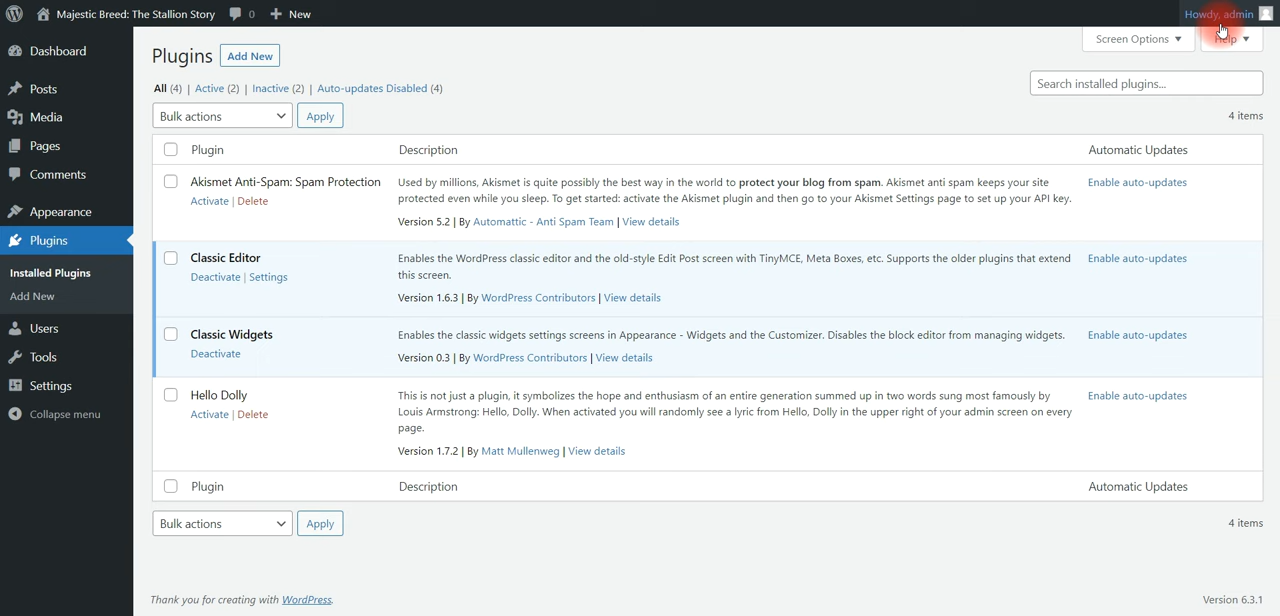 Majestic Breed: The Stallion Story 0 New Howdy, admin
Dashboard
Posts
Media
Pages
Comments
Appearance
Plugins
Installed Plugins
Add New
Users
Tools
Settings
Collapse menu
Screen Options Help
Plugins Add New
All (4) | Active (2) | Inactive (2) | Auto-updates Disabled (4)
Search installed plugins...
Bulk actions Apply
4 items
Plugin Description Automatic Updates
Akismet Anti-Spam: Spam Protection
Activate | Delete
Used by millions, Akismet is quite possibly the best way in the world to protect your blog from spam. Akismet anti spam keeps your site
protected even while you sleep. To get started: activate the Akismet plugin and then go to your Akismet Settings page to set up your API key.
Version 5.2 | By Automattic - Anti Spam Team | View details
Enable auto-updates
Classic Editor
Deactivate | Settings
Enables the WordPress classic editor and the old-style Edit Post screen with TinyMCE, Meta Boxes, etc. Supports the older plugins that extend
this screen.
Version 1.6.3 | By WordPress Contributors | View details
Enable auto-updates
Classic Widgets
Deactivate
Enables the classic widgets settings screens in Appearance - Widgets and the Customizer. Disables the block editor from managing widgets.
Version 0.3 | By WordPress Contributors | View details
Enable auto-updates
Hello Dolly
Activate | Delete
This is not just a plugin, it symbolizes the hope and enthusiasm of an entire generation summed up in two words sung most famously by
Louis Armstrong: Hello, Dolly. When activated you will randomly see a lyric from Hello, Dolly in the upper right of your admin screen on every
page.
Version 1.7.2 | By Matt Mullenweg | View details
Enable auto-updates
Plugin Description Automatic Updates
Bulk actions Apply
4 items
Thank you for creating with WordPress.
Version 6.3.1